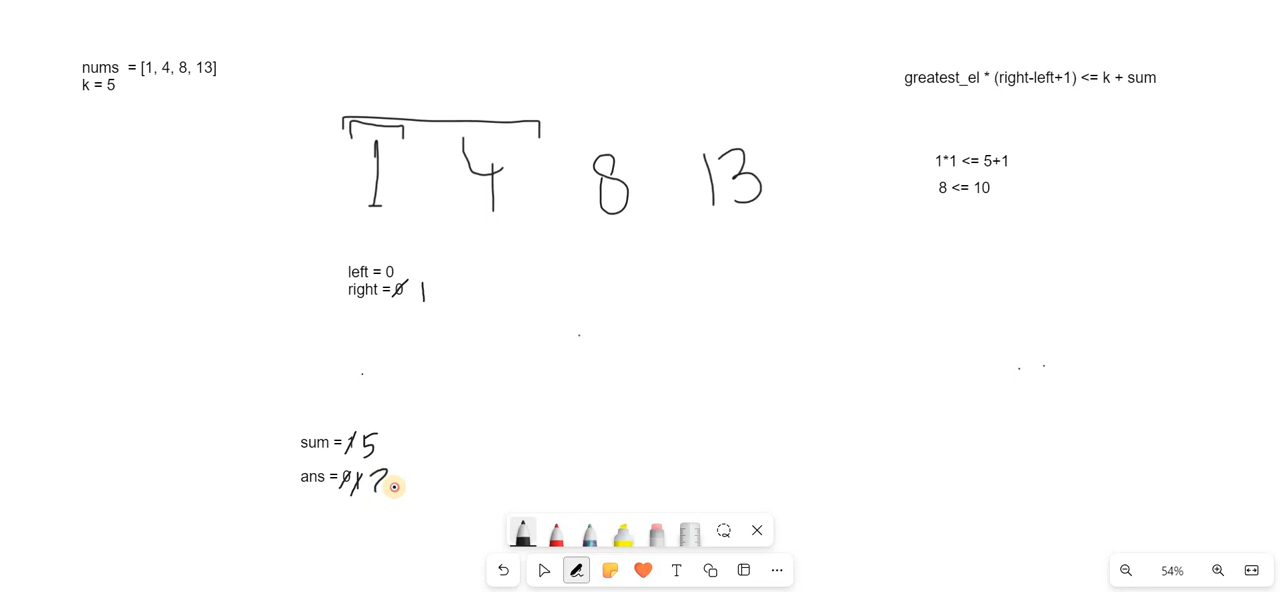 nums = [1, 4, 8, 13]
k = 5
greatest_el * (right-left+1) <= k + sum
1 4 8 13
1*1 <= 5+1
8 <= 10
left = 0
right = 0 1
sum = 1 5
ans = 0 1 2
54%